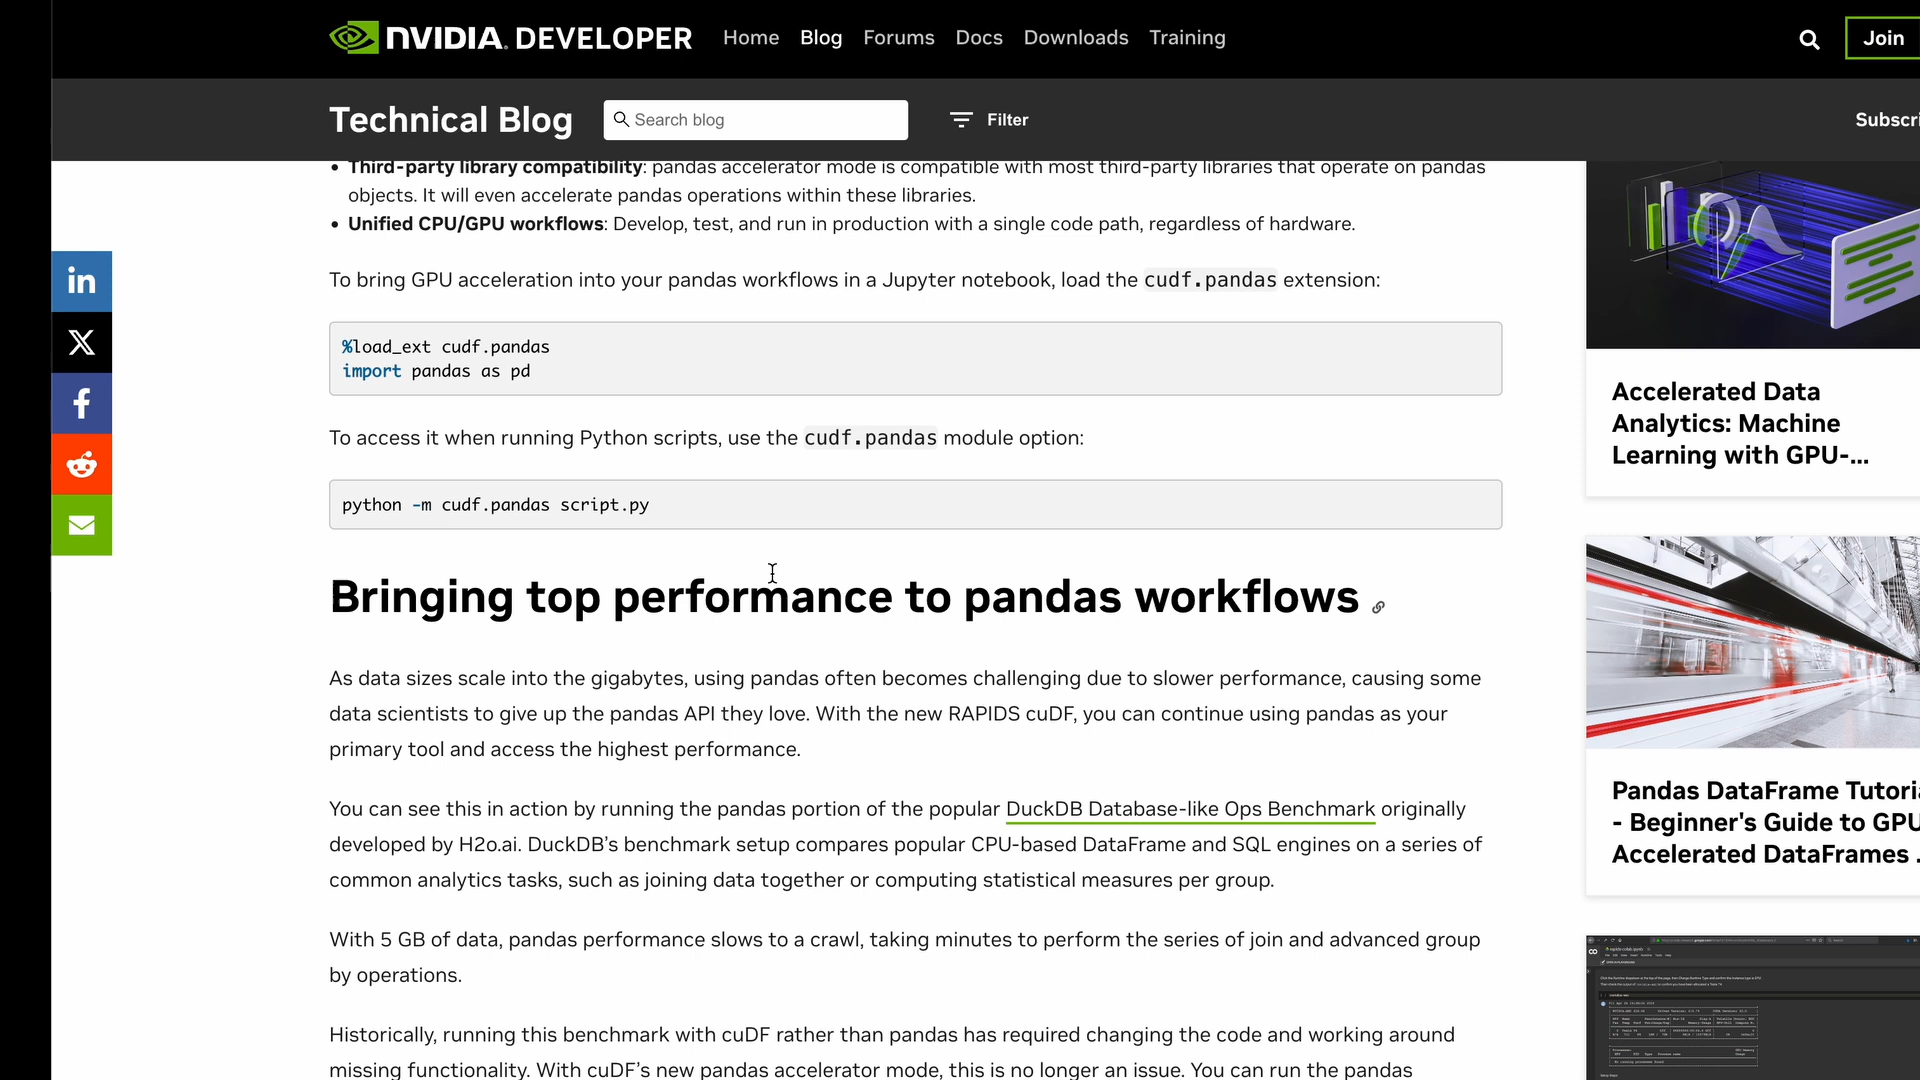 NVIDIA. DEVELOPER Home Blog Forums Docs Downloads Training Join
Technical Blog Search blog Filter
• Third-party library compatibility: pandas accelerator mode is compatible with most third-party libraries that operate on pandas
objects. It will even accelerate pandas operations within these libraries.
• Unified CPU/GPU workflows: Develop, test, and run in production with a single code path, regardless of hardware.
To bring GPU acceleration into your pandas workflows in a Jupyter notebook, load the cudf.pandas extension:
%load_ext cudf.pandas
import pandas as pd
To access it when running Python scripts, use the cudf.pandas module option:
python -m cudf.pandas script.py
Bringing top performance to pandas workflows
As data sizes scale into the gigabytes, using pandas often becomes challenging due to slower performance, causing some
data scientists to give up the pandas API they love. With the new RAPIDS cuDF, you can continue using pandas as your
primary tool and access the highest performance.
You can see this in action by running the pandas portion of the popular DuckDB Database-like Ops Benchmark originally
developed by H2o.ai. DuckDB's benchmark setup compares popular CPU-based DataFrame and SQL engines on a series of
common analytics tasks, such as joining data together or computing statistical measures per group.
With 5 GB of data, pandas performance slows to a crawl, taking minutes to perform the series of join and advanced group
by operations.
Historically, running this benchmark with cuDF rather than pandas has required changing the code and working around
missing functionality. With cuDF's new pandas accelerator mode, this is no longer an issue. You can run the pandas
in
X
f
Subscri
Accelerated Data
Analytics: Machine
Learning with GPU-...
Pandas DataFrame Tutoria
- Beginner's Guide to GPU
Accelerated DataFrames .